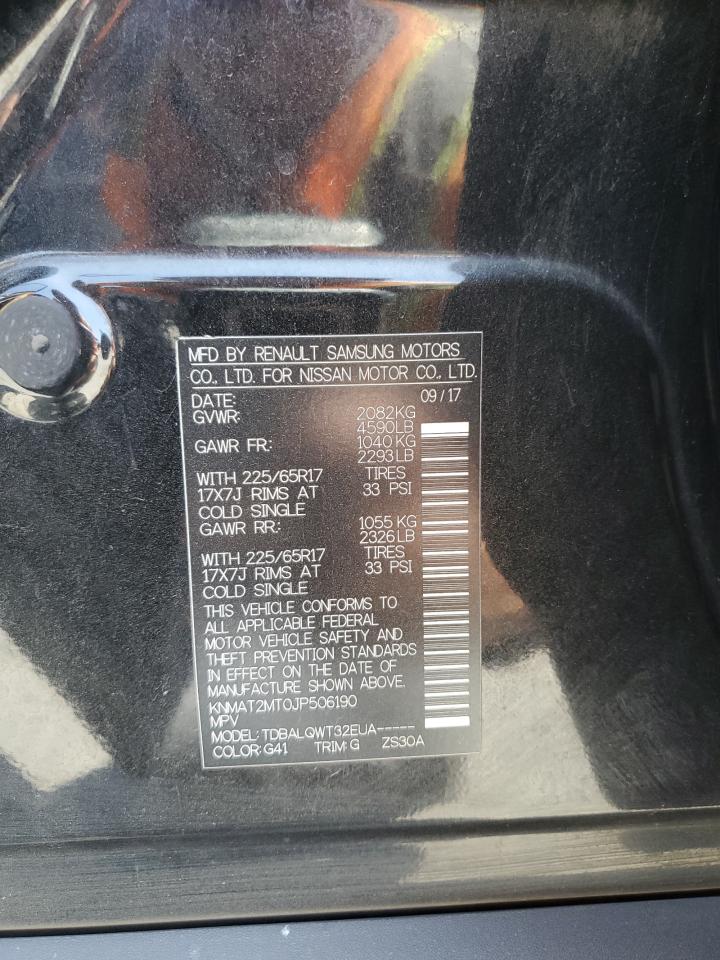 MFD BY RENAULT SAMSUNG MOTORS
CO., LTD. FOR NISSAN MOTOR CO., LTD.
DATE: 09/17
GVWR: 2082KG
4590LB
GAWR FR: 1040KG
2293LB
WITH 225/65R17 TIRES
17X7J RIMS AT 33 PSI
COLD SINGLE
GAWR RR: 1055KG
2326LB
WITH 225/65R17 TIRES
17X7J RIMS AT 33 PSI
COLD SINGLE
THIS VEHICLE CONFORMS TO
ALL APPLICABLE FEDERAL
MOTOR VEHICLE SAFETY AND
THEFT PREVENTION STANDARDS
IN EFFECT ON THE DATE OF
MANUFACTURE SHOWN ABOVE.
KNMAT2MT0JP506190
MPV
MODEL: TDBALQWT32EUA-----
COLOR: G41 TRIM: G ZS30A